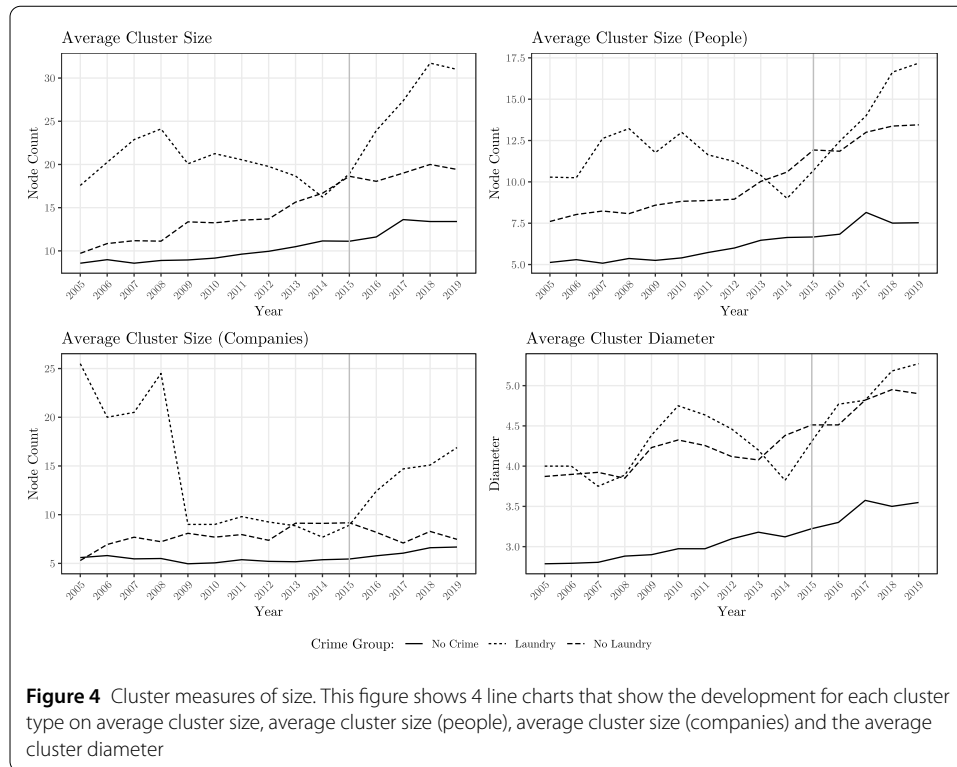 Average Cluster Size
Node Count
30
25
20
15
10
2005 2006 2007 2008 2009 2010 2011 2012 2013 2014 2015 2016 2017 2018 2019
Year
Average Cluster Size (People)
Node Count
17.5
15.0
12.5
10.0
7.5
5.0
2005 2006 2007 2008 2009 2010 2011 2012 2013 2014 2015 2016 2017 2018 2019
Year
Average Cluster Size (Companies)
Node Count
25
20
15
10
5
2005 2006 2007 2008 2009 2010 2011 2012 2013 2014 2015 2016 2017 2018 2019
Year
Average Cluster Diameter
Diameter
5.0
4.5
4.0
3.5
3.0
2005 2006 2007 2008 2009 2010 2011 2012 2013 2014 2015 2016 2017 2018 2019
Year
Crime Group: No Crime Laundry No Laundry
Figure 4 Cluster measures of size. This figure shows 4 line charts that show the development for each cluster
type on average cluster size, average cluster size (people), average cluster size (companies) and the average
cluster diameter